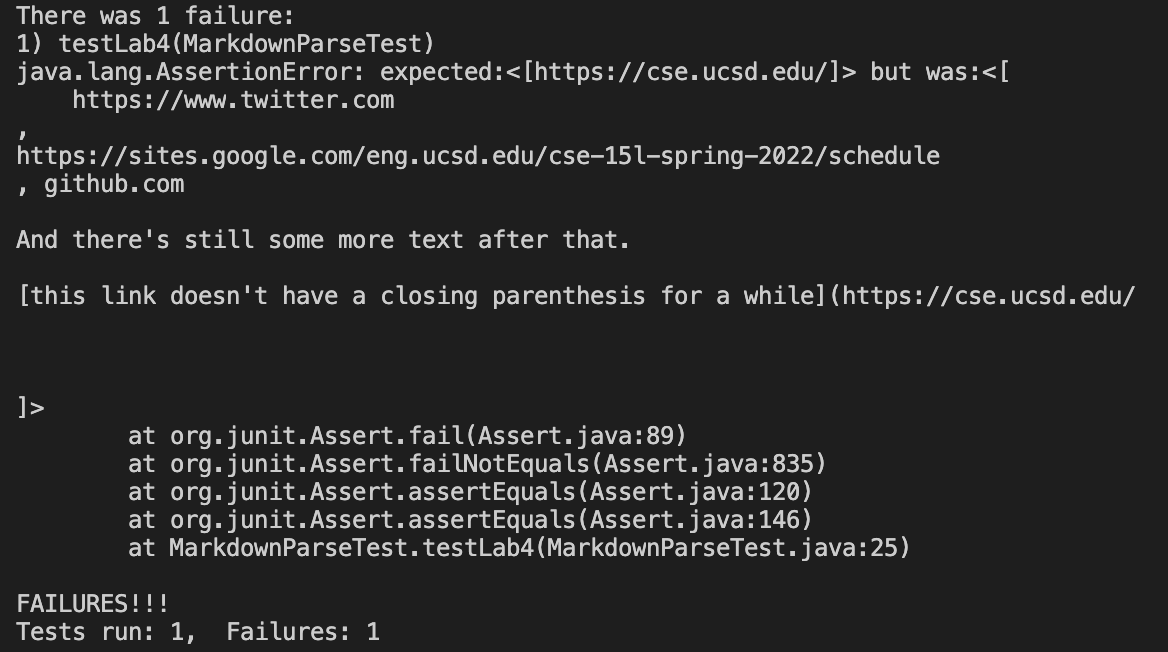 There was 1 failure:
1) testLab4(MarkdownParseTest)
java.lang.AssertionError: expected:<[https://cse.ucsd.edu/]> but was:<[
    https://www.twitter.com
,
https://sites.google.com/eng.ucsd.edu/cse-15l-spring-2022/schedule
, github.com

And there's still some more text after that.

[this link doesn't have a closing parenthesis for a while](https://cse.ucsd.edu/



]>
        at org.junit.Assert.fail(Assert.java:89)
        at org.junit.Assert.failNotEquals(Assert.java:835)
        at org.junit.Assert.assertEquals(Assert.java:120)
        at org.junit.Assert.assertEquals(Assert.java:146)
        at MarkdownParseTest.testLab4(MarkdownParseTest.java:25)

FAILURES!!!
Tests run: 1,  Failures: 1